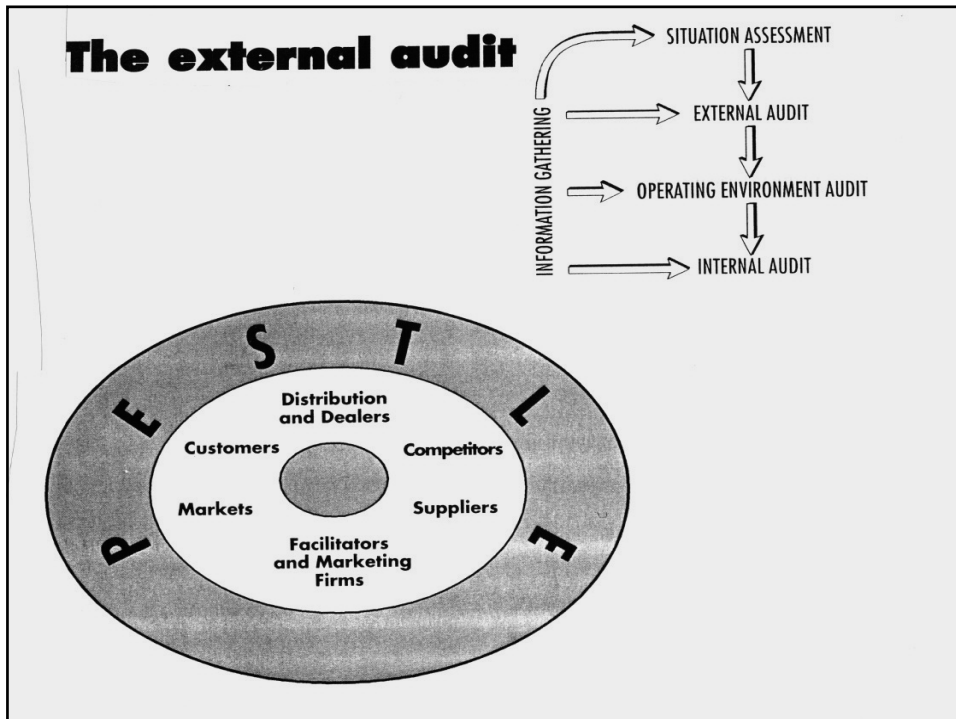 The external audit
SITUATION ASSESSMENT
EXTERNAL AUDIT
OPERATING ENVIRONMENT AUDIT
INTERNAL AUDIT
INFORMATION GATHERING
P E S T L E
Distribution
and Dealers
Customers
Competitors
Markets
Suppliers
Facilitators
and Marketing
Firms